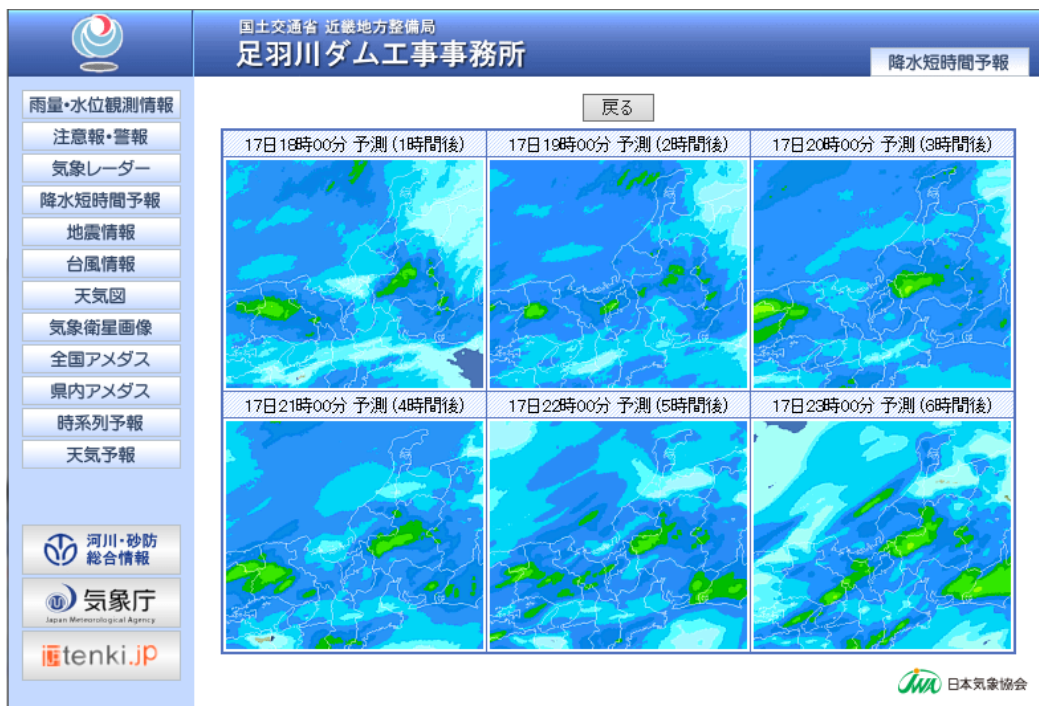 国土交通省 近畿地方整備局
足羽川ダム工事事務所
降水短時間予報
雨量・水位観測情報
注意報・警報
気象レーダー
降水短時間予報
地震情報
台風情報
天気図
気象衛星画像
全国アメダス
県内アメダス
時系列予報
天気予報
河川・砂防
総合情報
気象庁
Japan Meteorological Agency
tenki.jp
戻る
17日18時00分 予測(1時間後)
17日19時00分 予測(2時間後)
17日20時00分 予測(3時間後)
17日21時00分 予測(4時間後)
17日22時00分 予測(5時間後)
17日23時00分 予測(6時間後)
JWA 日本気象協会